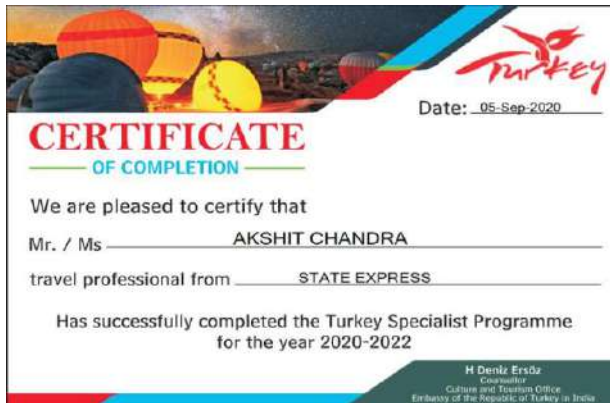 Turkey
Date: 05-Sep-2020
CERTIFICATE
OF COMPLETION
We are pleased to certify that
Mr. / Ms AKSHIT CHANDRA
travel professional from STATE EXPRESS
Has successfully completed the Turkey Specialist Programme
for the year 2020-2022
H Deniz Ersöz
Counsellor
Culture and Tourism Office
Embassy of the Republic of Turkey in India